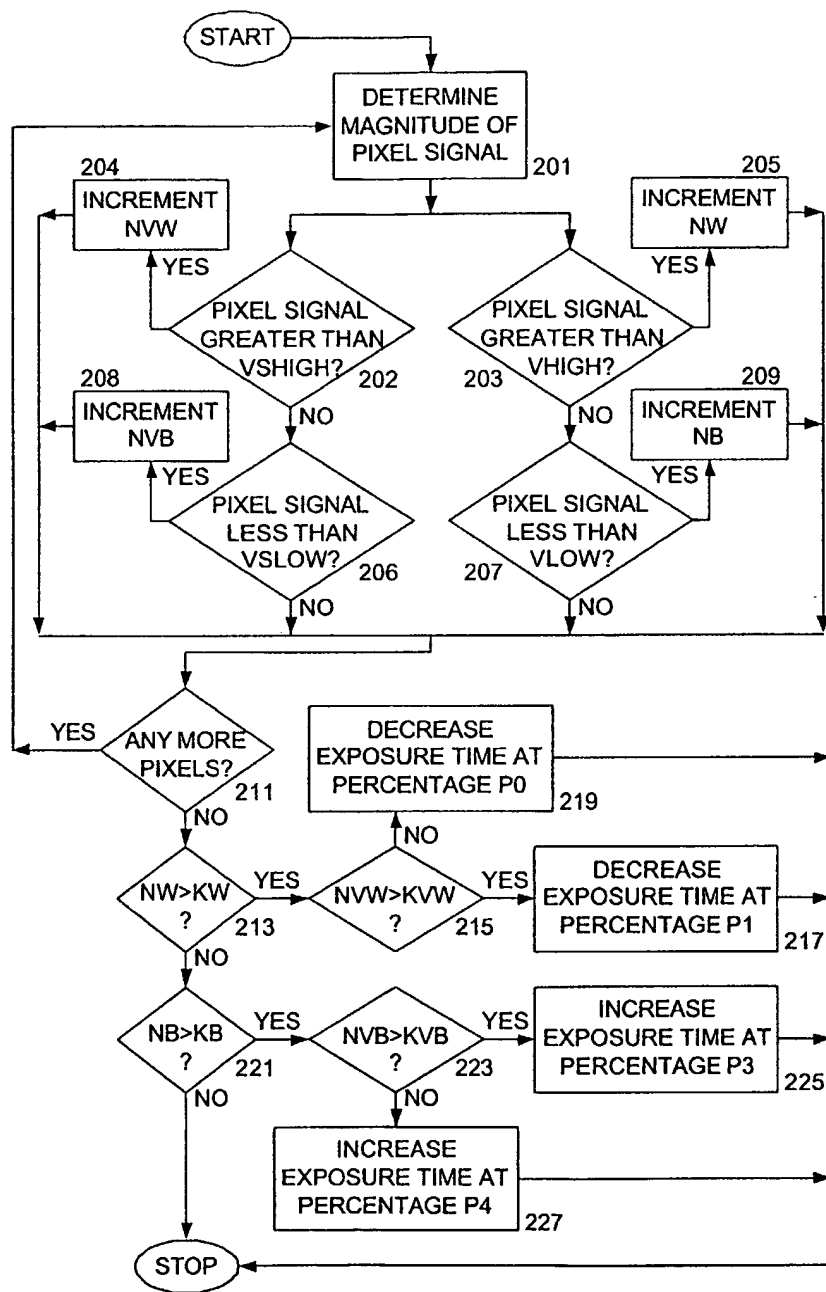 START
DETERMINE
MAGNITUDE OF
PIXEL SIGNAL
201
204
INCREMENT
NVW
YES
205
INCREMENT
NW
YES
PIXEL SIGNAL
GREATER THAN
VSHIGH?
202
NO
PIXEL SIGNAL
GREATER THAN
VHIGH?
203
NO
208
INCREMENT
NVB
YES
209
INCREMENT
NB
YES
PIXEL SIGNAL
LESS THAN
VSLOW?
206
NO
PIXEL SIGNAL
LESS THAN
VLOW?
207
NO
YES
ANY MORE
PIXELS?
211
NO
DECREASE
EXPOSURE TIME AT
PERCENTAGE P0
219
NO
NW>KW
?
213
YES
NO
NVW>KVW
?
215
YES
DECREASE
EXPOSURE TIME AT
PERCENTAGE P1
217
NB>KB
?
221
YES
NO
NVB>KVB
?
223
YES
NO
INCREASE
EXPOSURE TIME AT
PERCENTAGE P3
225
INCREASE
EXPOSURE TIME AT
PERCENTAGE P4
227
STOP